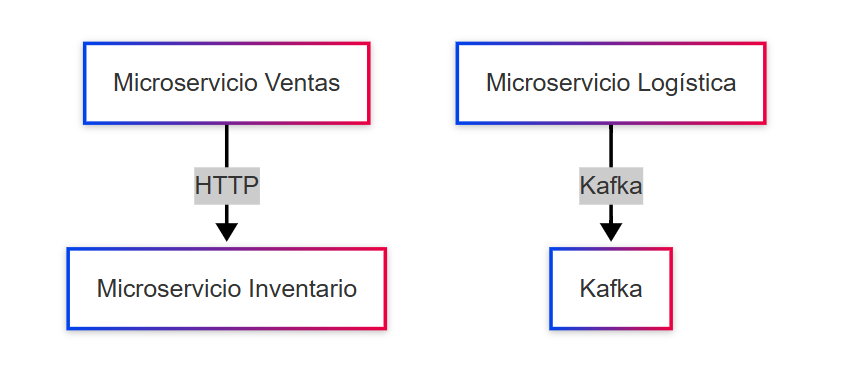 Microservicio Ventas
Microservicio Logística
HTTP
Kafka
Microservicio Inventario
Kafka